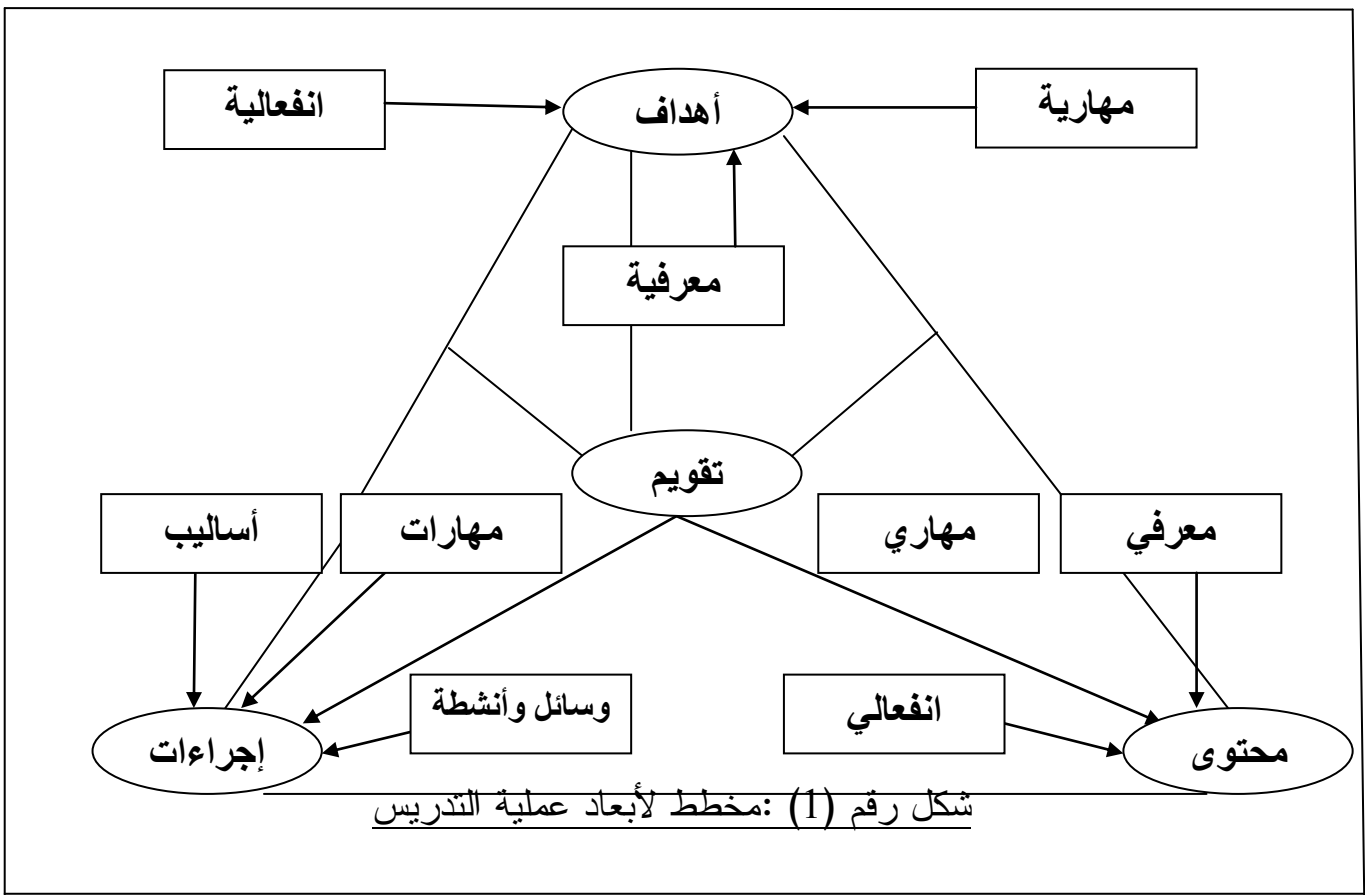 مهارية
أهداف
انفعالية
معرفية
تقويم
معرفي
مهاري
مهارات
أساليب
انفعالي
وسائل وأنشطة
محتوى
إجراءات
شكل رقم (1) :مخطط لأبعاد عملية التدريس